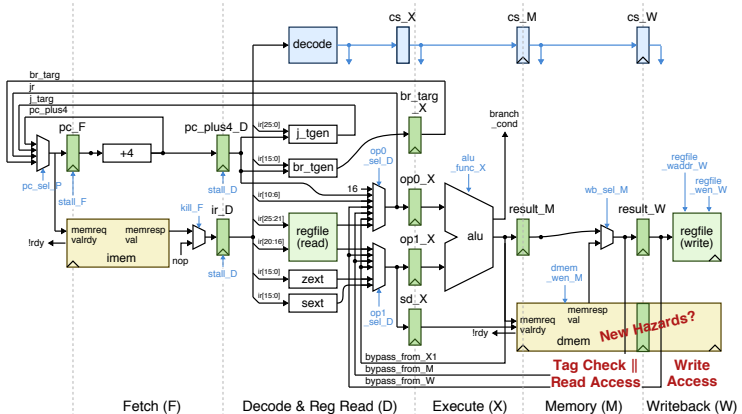 cs_X
cs_M
cs_W
decode
br_targ
jr
j_targ
pc_plus4
br_targ
_X
branch
_cond
pc_F
+4
pc_plus4_D
ir[25:0]
j_tgen
ir[15:0]
br_tgen
op0
_sel_D
alu
_func_X
pc_sel_P
stall_F
kill_F
stall_D
ir[10:6]
16
op0_X
wb_sel_M
regfile
_waddr_W
regfile
_wen_W
ir_D
ir[25:21]
ir[20:16]
regfile
(read)
result_M
result_W
regfile
(write)
memreq
memresp
valrdy
val
imem
!rdy
nop
stall_D
op1_X
alu
ir[15:0]
zext
ir[15:0]
sext
op1
_sel_D
sd_X
dmem
_wen_M
memresp
val
memreq
valrdy
dmem
!rdy
New Hazards?
bypass_from_X1
bypass_from_M
bypass_from_W
Tag Check ||
Read Access
Write
Access
Fetch (F)
Decode & Reg Read (D)
Execute (X)
Memory (M)
Writeback (W)